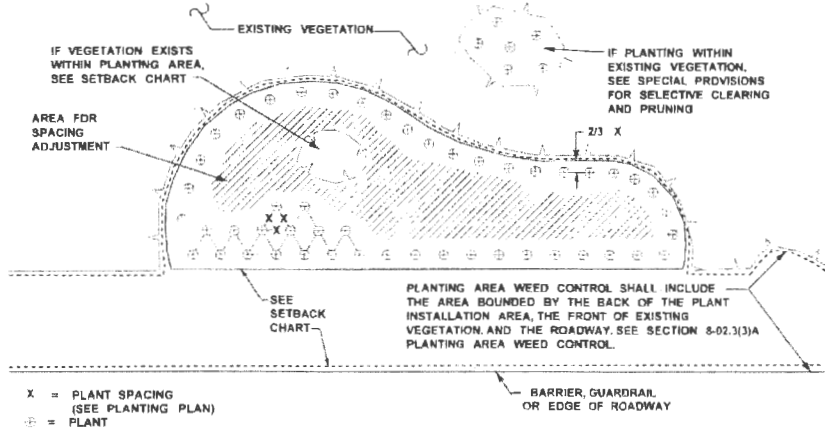 EXISTING VEGETATION
IF VEGETATION EXISTS
WITHIN PLANTING AREA,
SEE SETBACK CHART
IF PLANTING WITHIN
EXISTING VEGETATION,
SEE SPECIAL PROVISIONS
FOR SELECTIVE CLEARING
AND PRUNING
AREA FOR
SPACING
ADJUSTMENT
2/3 X
X X
X
SEE
SETBACK
CHART
PLANTING AREA WEED CONTROL SHALL INCLUDE
THE AREA BOUNDED BY THE BACK OF THE PLANT
INSTALLATION AREA, THE FRONT OF EXISTING
VEGETATION, AND THE ROADWAY. SEE SECTION 8-02.3(3)A
PLANTING AREA WEED CONTROL.
BARRIER, GUARDRAIL
OR EDGE OF ROADWAY
X = PLANT SPACING
(SEE PLANTING PLAN)
= PLANT